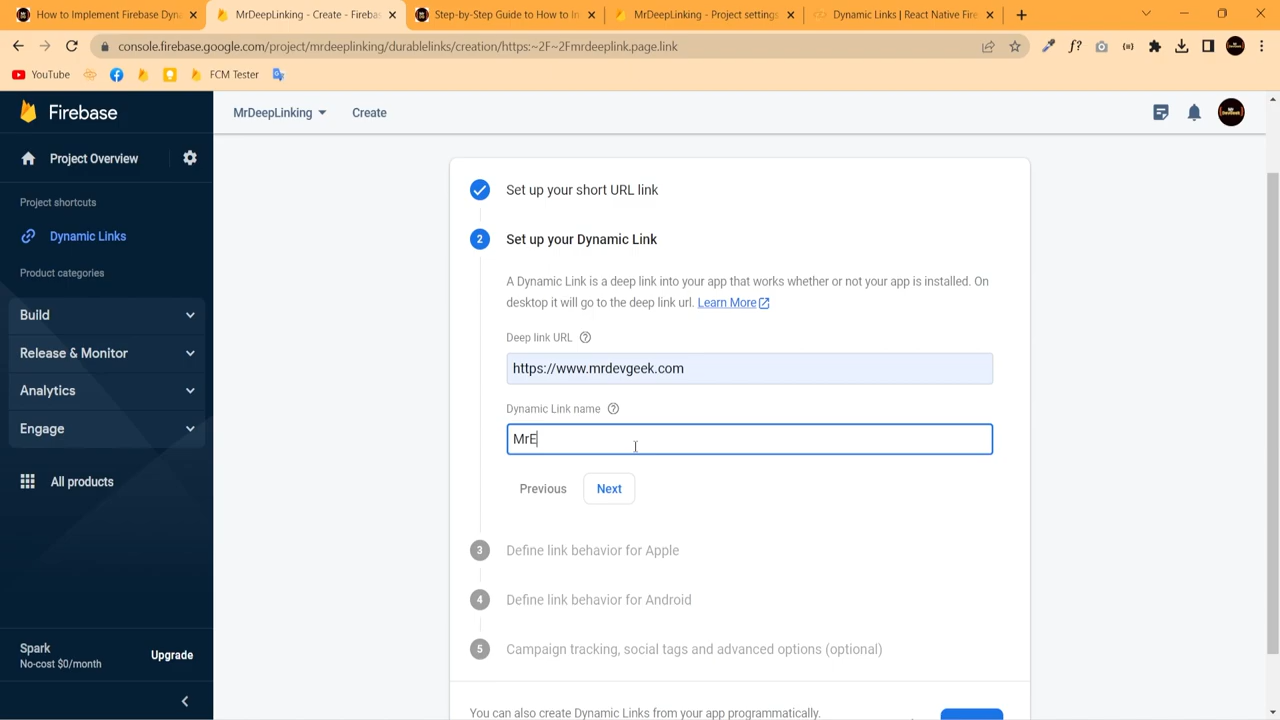 How to Implement Firebase Dyna
MrDeepLinking - Create - Firebas
Step-by-Step Guide to How to In
MrDeepLinking - Project settings
Dynamic Links | React Native Fire
console.firebase.google.com/project/mrdeeplinking/durablelinks/creation/https:~2F~2Fmrdeeplink.page.link
YouTube
FCM Tester
Firebase
MrDeepLinking
Create
Project Overview
Project shortcuts
Dynamic Links
Product categories
Build
Release & Monitor
Analytics
Engage
All products
Spark
No-cost $0/month
Upgrade
Set up your short URL link
2
Set up your Dynamic Link
A Dynamic Link is a deep link into your app that works whether or not your app is installed. On
desktop it will go to the deep link url. Learn More
Deep link URL
https://www.mrdevgeek.com
Dynamic Link name
MrE
Previous
Next
3
Define link behavior for Apple
4
Define link behavior for Android
5
Campaign tracking, social tags and advanced options (optional)
You can also create Dynamic Links from your app programmatically.